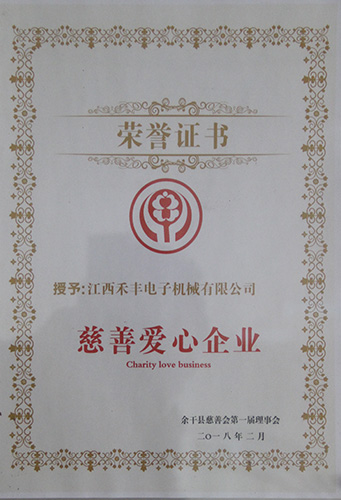 荣誉证书
授予:江西禾丰电子机械有限公司
慈善爱心企业
Charity love business
余干县慈善会第一届理事会
二〇一八年二月